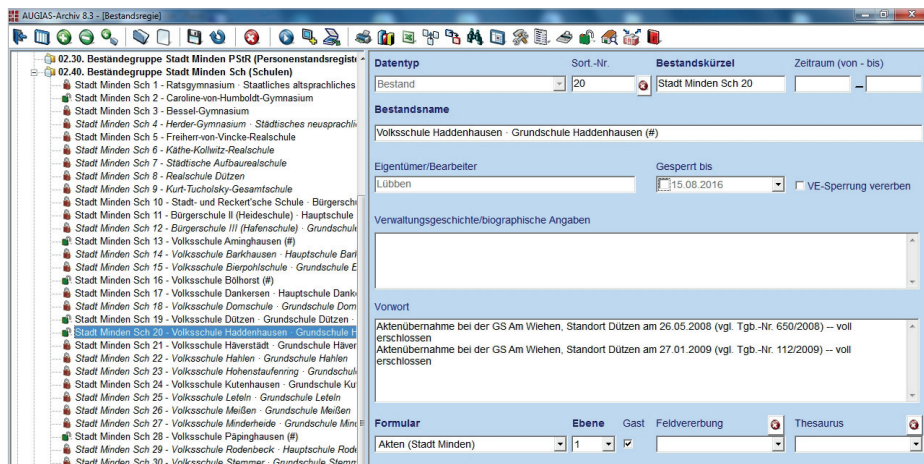 AUGIAS-Archiv 8.3 - [Bestandsregie]
02.30. Beständegruppe Stadt Minden PStR (Personenstandsregiste
02.40. Beständegruppe Stadt Minden Sch (Schulen)
Stadt Minden Sch 1 - Ratsgymnasium · Staatliches altsprachliches
Stadt Minden Sch 2 - Caroline-von-Humboldt-Gymnasium
Stadt Minden Sch 3 - Bessel-Gymnasium
Stadt Minden Sch 4 - Herder-Gymnasium · Städtisches neusprachli
Stadt Minden Sch 5 - Freiherr-von-Vincke-Realschule
Stadt Minden Sch 6 - Käthe-Kollwitz-Realschule
Stadt Minden Sch 7 - Städtische Aufbaurealschule
Stadt Minden Sch 8 - Realschule Dützen
Stadt Minden Sch 9 - Kurt-Tucholsky-Gesamtschule
Stadt Minden Sch 10 - Stadt- und Reckert'sche Schule · Bürgersch
Stadt Minden Sch 11 - Bürgerschule II (Heideschule) · Hauptschule
Stadt Minden Sch 12 - Bürgerschule III (Hafenschule) · Grundschule
Stadt Minden Sch 13 - Volksschule Aminghausen (#)
Stadt Minden Sch 14 - Volksschule Barkhausen · Hauptschule Bar
Stadt Minden Sch 15 - Volksschule Bierpohlschule · Grundschule
Stadt Minden Sch 16 - Volksschule Bölhorst (#)
Stadt Minden Sch 17 - Volksschule Dankersen · Hauptschule Dank
Stadt Minden Sch 18 - Volksschule Domschule · Grundschule Dom
Stadt Minden Sch 19 - Volksschule Dützen · Grundschule Dützen ·
Stadt Minden Sch 20 - Volksschule Haddenhausen · Grundschule H
Stadt Minden Sch 21 - Volksschule Häverstädt · Grundschule Häver
Stadt Minden Sch 22 - Volksschule Hahlen · Grundschule Hahlen
Stadt Minden Sch 23 - Volksschule Hohenstaufenring · Grundschul
Stadt Minden Sch 24 - Volksschule Kutenhausen · Grundschule Ku
Stadt Minden Sch 25 - Volksschule Leteln · Grundschule Leteln
Stadt Minden Sch 26 - Volksschule Meißen · Grundschule Meißen
Stadt Minden Sch 27 - Volksschule Minderheide · Grundschule Mind
Stadt Minden Sch 28 - Volksschule Päpinghausen (#)
Stadt Minden Sch 29 - Volksschule Rodenbeck · Hauptschule Rode
Stadt Minden Sch 30 - Volksschule Stemmer · Grundschule Stemm
Datentyp Sort.-Nr. Bestandskürzel Zeitraum (von - bis)
Bestand 20 Stadt Minden Sch 20 –
Bestandsname
Volksschule Haddenhausen · Grundschule Haddenhausen (#)
Eigentümer/Bearbeiter Gesperrt bis
Lübben 15.08.2016 VE-Sperrung vererben
Verwaltungsgeschichte/biographische Angaben
Vorwort
Aktenübernahme bei der GS Am Wiehen, Standort Dützen am 26.05.2008 (vgl. Tgb.-Nr. 650/2008) -- voll
erschlossen
Aktenübernahme bei der GS Am Wiehen, Standort Dützen am 27.01.2009 (vgl. Tgb.-Nr. 112/2009) -- voll
erschlossen
Formular Ebene Gast Feldvererbung Thesaurus
Akten (Stadt Minden) 1